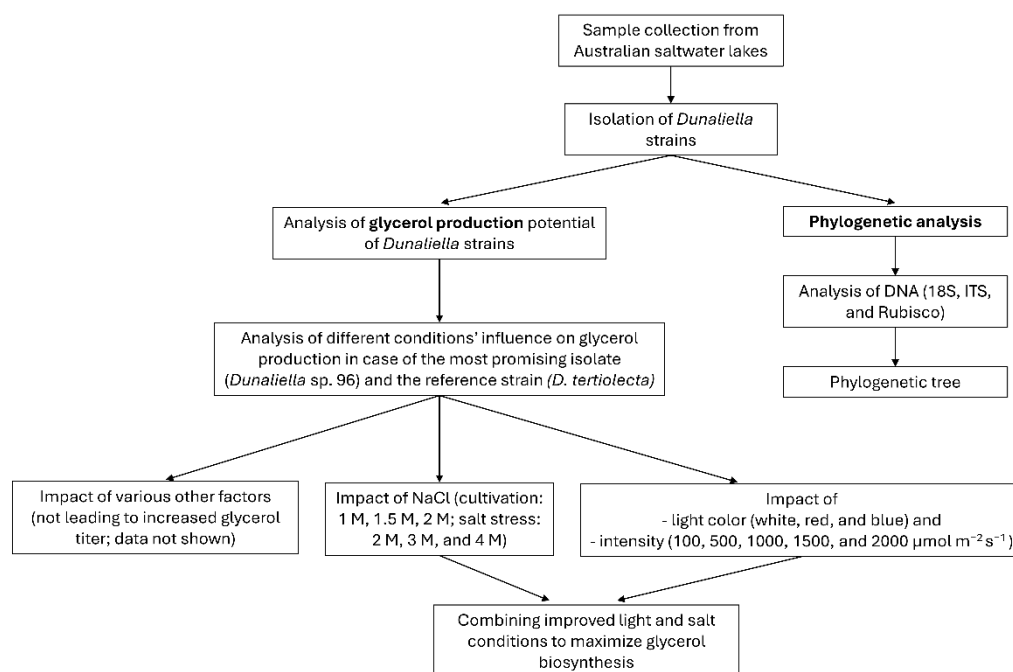 Sample collection from
Australian saltwater lakes
Isolation of Dunaliella
strains
Analysis of glycerol production potential
of Dunaliella strains
Phylogenetic analysis
Analysis of DNA (18S, ITS,
and Rubisco)
Analysis of different conditions’ influence on glycerol
production in case of the most promising isolate
(Dunaliella sp. 96) and the reference strain (D. tertiolecta)
Phylogenetic tree
Impact of various other factors
(not leading to increased glycerol
titer; data not shown)
Impact of NaCl (cultivation:
1 M, 1.5 M, 2 M; salt stress:
2 M, 3 M, and 4 M)
Impact of
- light color (white, red, and blue) and
- intensity (100, 500, 1000, 1500, and 2000 µmol m⁻² s⁻¹)
Combining improved light and salt
conditions to maximize glycerol
biosynthesis